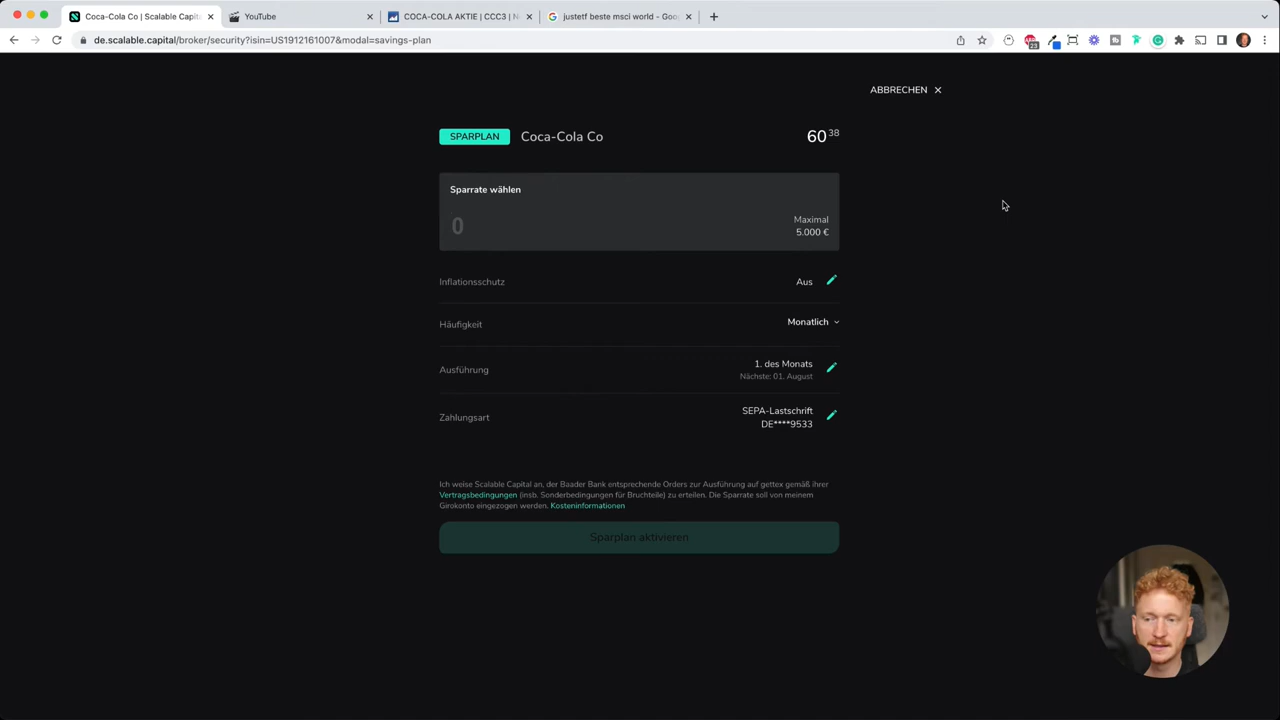 Coca-Cola Co | Scalable Capit
YouTube
COCA-COLA AKTIE | CCC3 |
justetf beste msci world - Goo
de.scalable.capital/broker/security?isin=US1912161007&modal=savings-plan
23
ABBRECHEN
SPARPLAN Coca-Cola Co 60 38
Sparrate wählen
0
Maximal
5.000 €
Inflationsschutz Aus
Häufigkeit Monatlich
Ausführung 1. des Monats
Nächste: 01. August
Zahlungsart SEPA-Lastschrift
DE****9533
Ich weise Scalable Capital an, der Baader Bank entsprechende Orders zur Ausführung auf gettex gemäß ihrer
Vertragsbedingungen (insb. Sonderbedingungen für Bruchteile) zu erteilen. Die Sparrate soll von meinem
Girokonto eingezogen werden. Kosteninformationen
Sparplan aktivieren